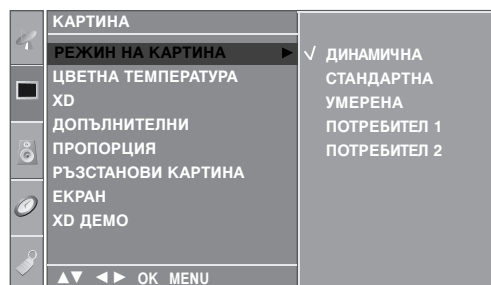 КАРТИНА
РЕЖИН НА КАРТИНА
ЦВЕТНА ТЕМПЕРАТУРА
XD
ДОПЪЛНИТЕЛНИ
ПРОПОРЦИЯ
РЪЗСТАНОВИ КАРТИНА
ЕКРАН
XD ДЕМО
▲▼ ◄► OK MENU
√ ДИНАМИЧНА
СТАНДАРТНА
УМЕРЕНА
ПОТРЕБИТЕЛ 1
ПОТРЕБИТЕЛ 2